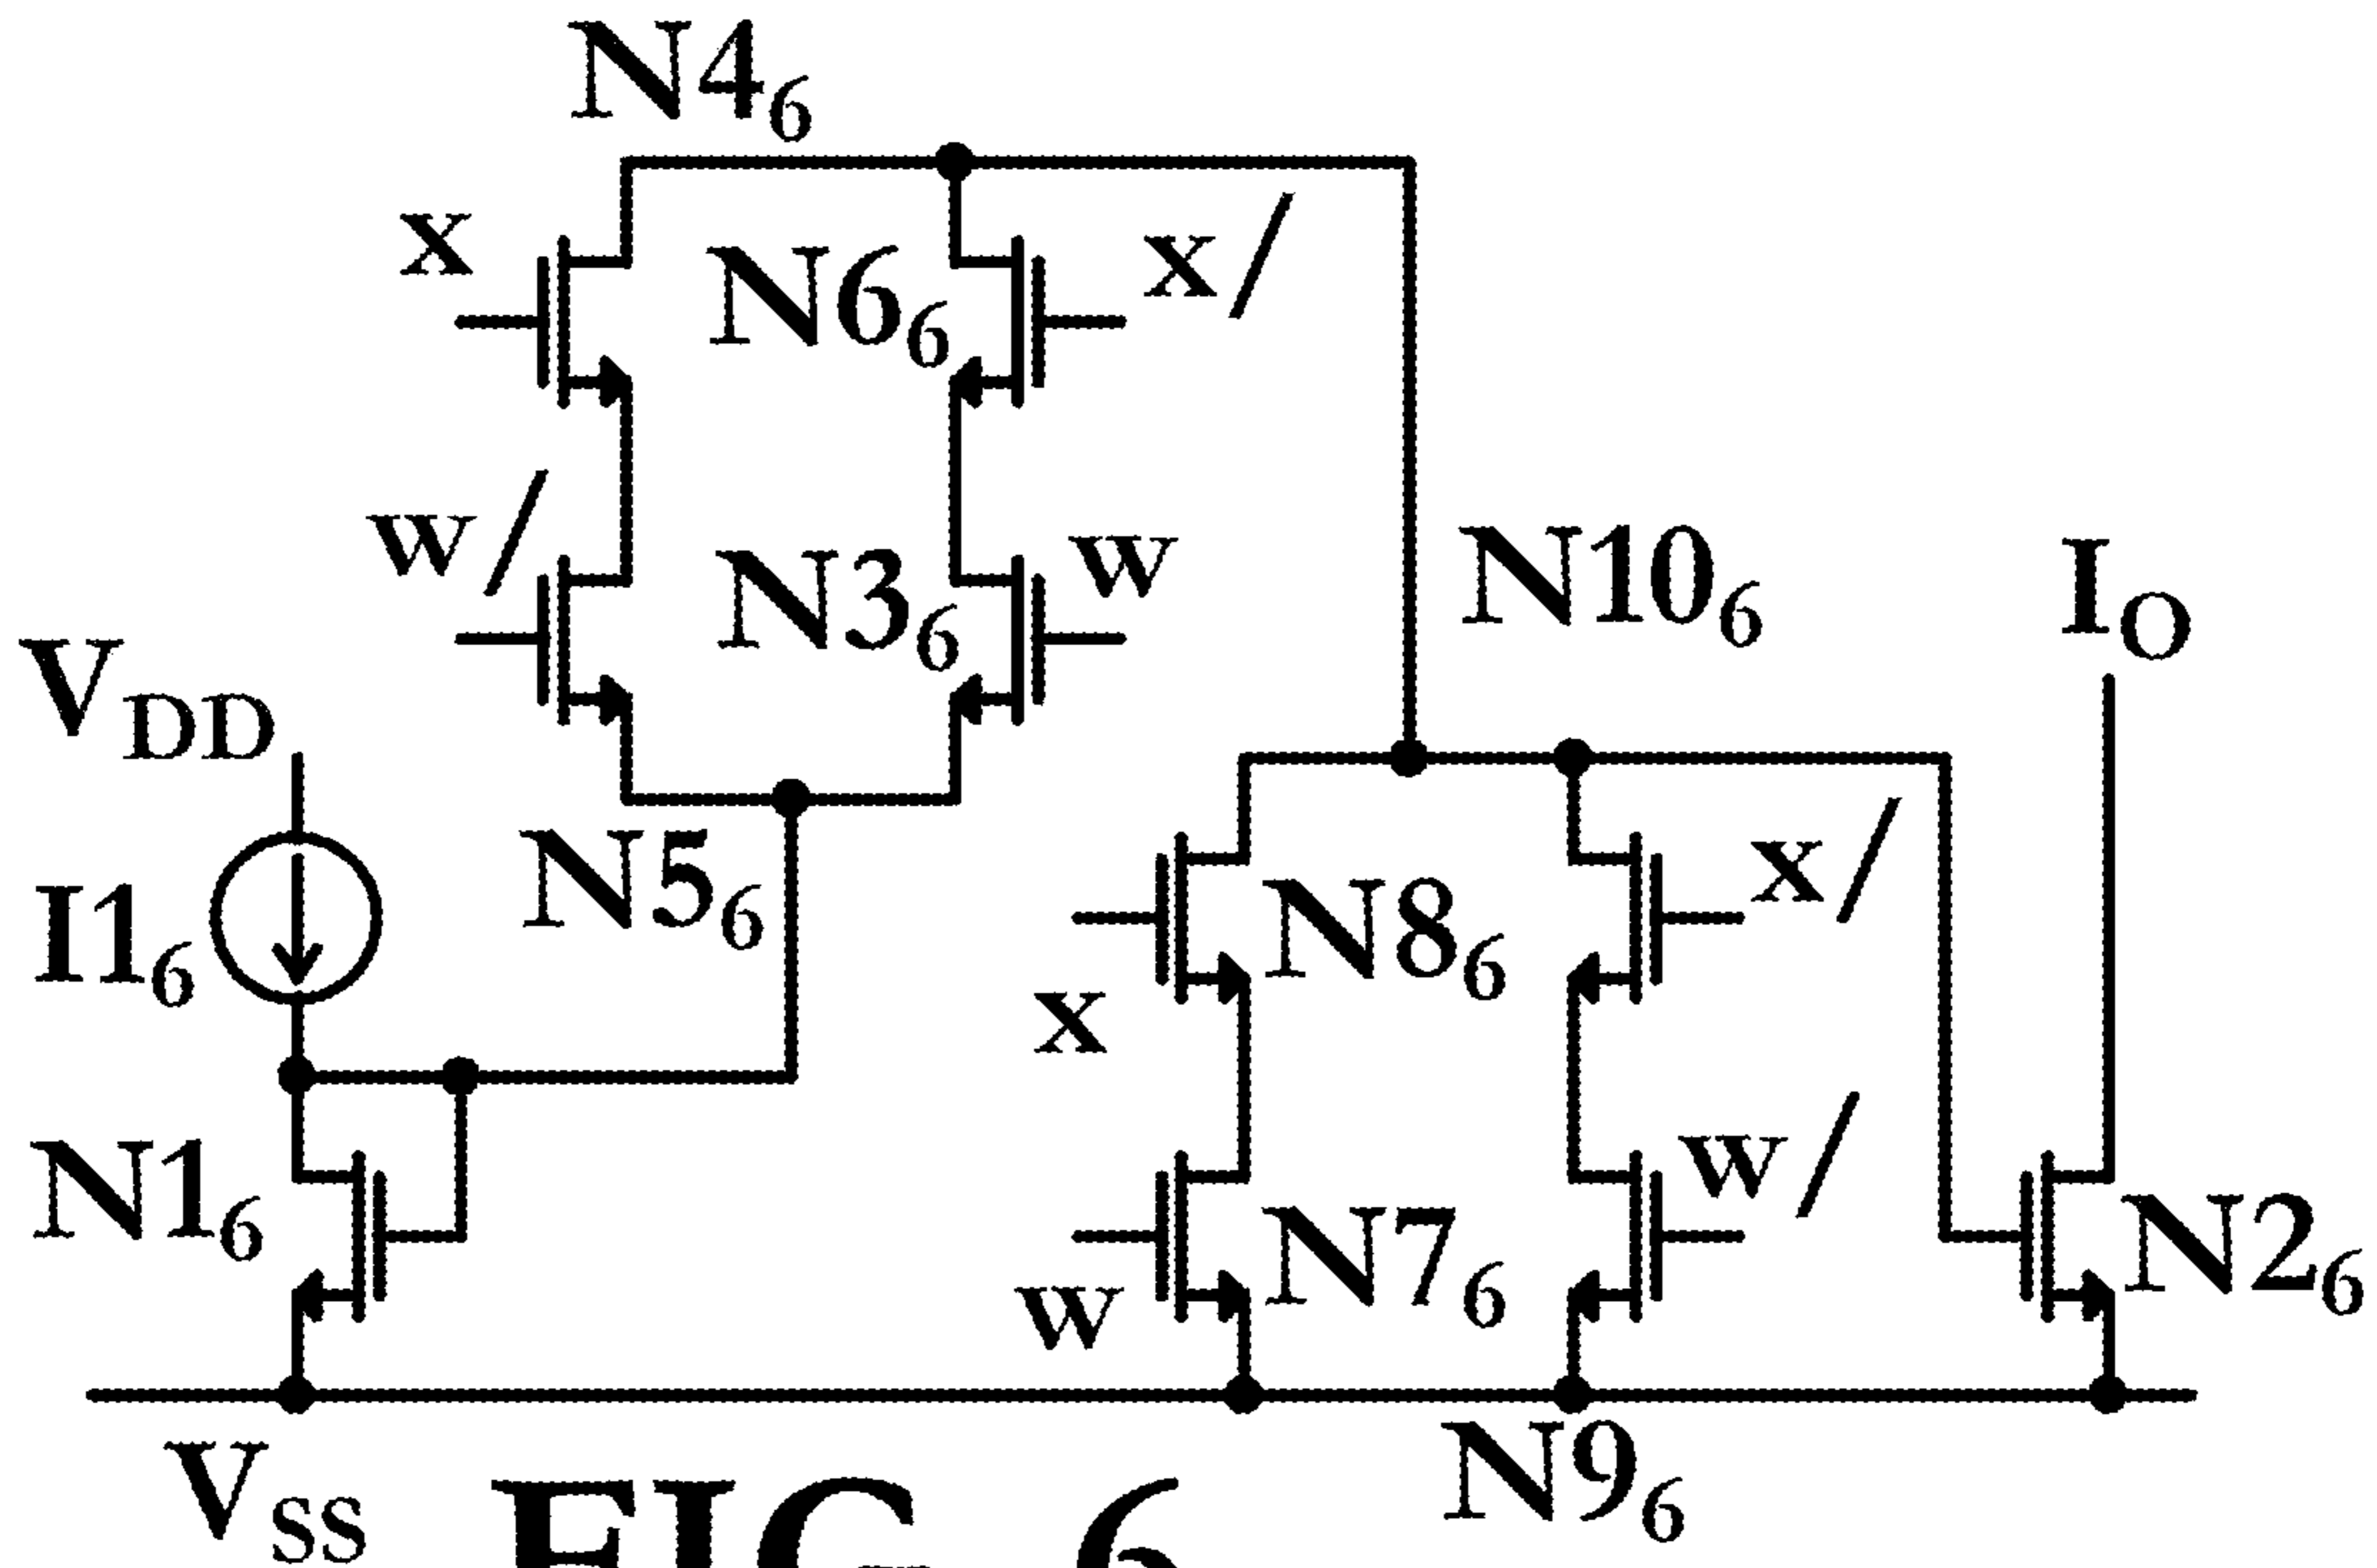 N4₆
x
N6₆
x/
w/
N3₆
w
N10₆
I_O
V_DD
I1₆
N5₆
x
N8₆
x/
N1₆
w
N7₆
w/
N2₆
V_SS
N9₆
FIG. 6